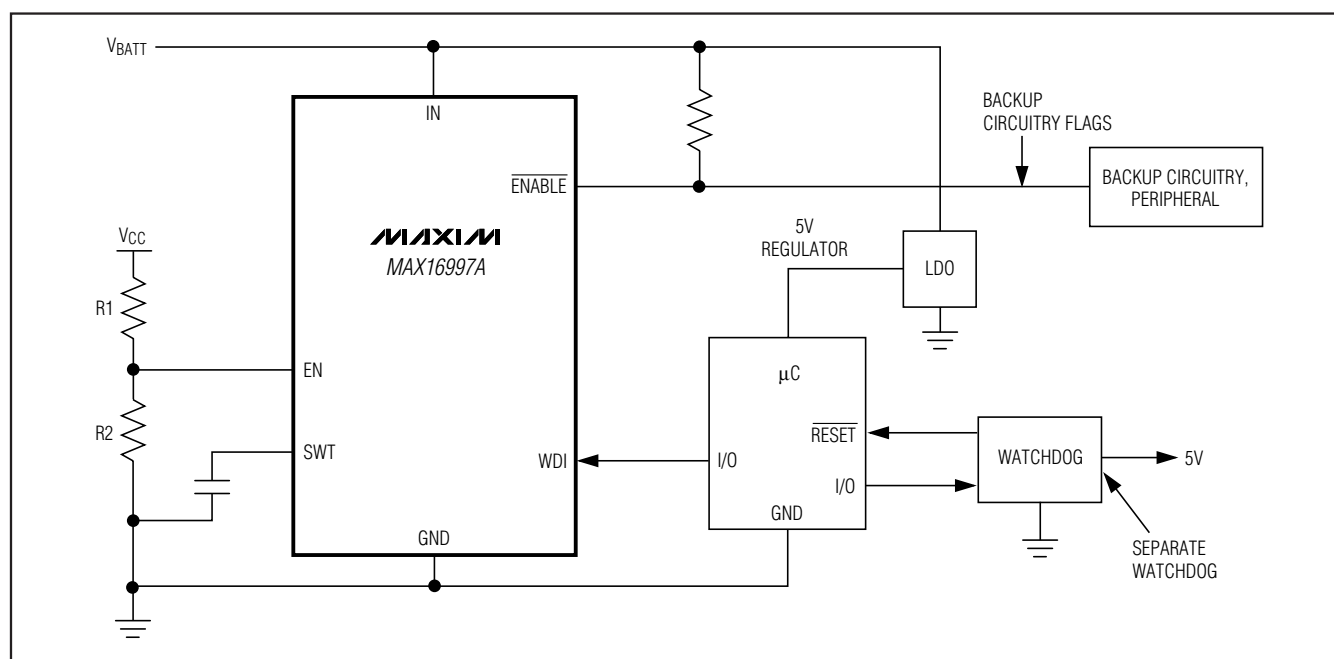 VBATT
IN
BACKUP
CIRCUITRY FLAGS
ENABLE
BACKUP CIRCUITRY,
PERIPHERAL
MAXIM
MAX16997A
5V
REGULATOR
LDO
VCC
R1
EN
R2
SWT
WDI
GND
μC
RESET
I/O
I/O
GND
WATCHDOG
5V
SEPARATE
WATCHDOG